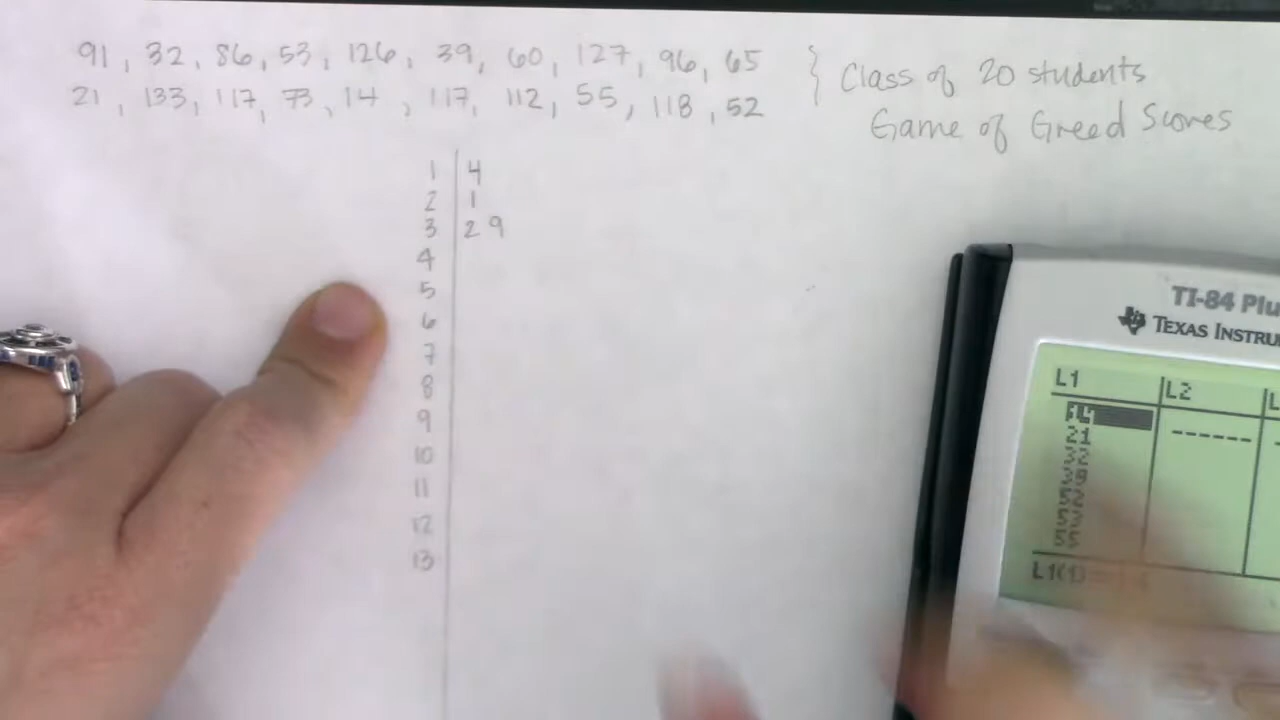 91, 32, 86, 53, 126, 39, 60, 127, 96, 65
21, 133, 117, 73, 14, 117, 112, 55, 118, 52
Class of 20 students
Game of Greed Scores
1 | 4
2 | 1
3 | 2 9
4
5
6
7
8
9
10
11
12
13
TI-84 Plu
TEXAS INSTRU
L1 L2 L
14
21 ------
32
39
52
53
55
L1(1)=